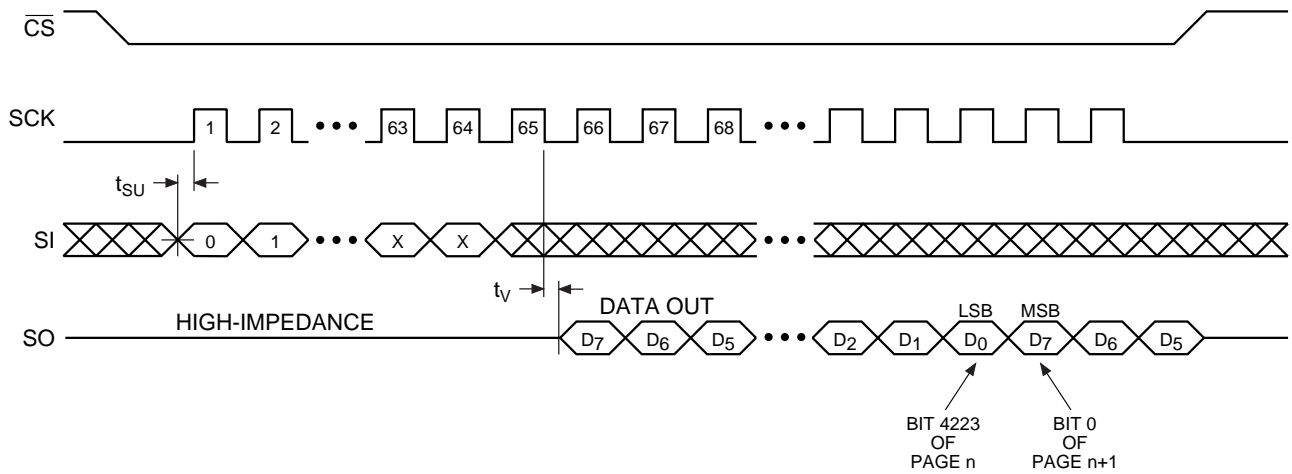 CS
SCK
1 2 ••• 63 64 65 66 67 68 •••
tSU
SI
0 1 ••• X X •••
tV
DATA OUT
HIGH-IMPEDANCE
LSB MSB
SO
D7 D6 D5 ••• D2 D1 D0 D7 D6 D5
BIT 4223
OF
PAGE n
BIT 0
OF
PAGE n+1